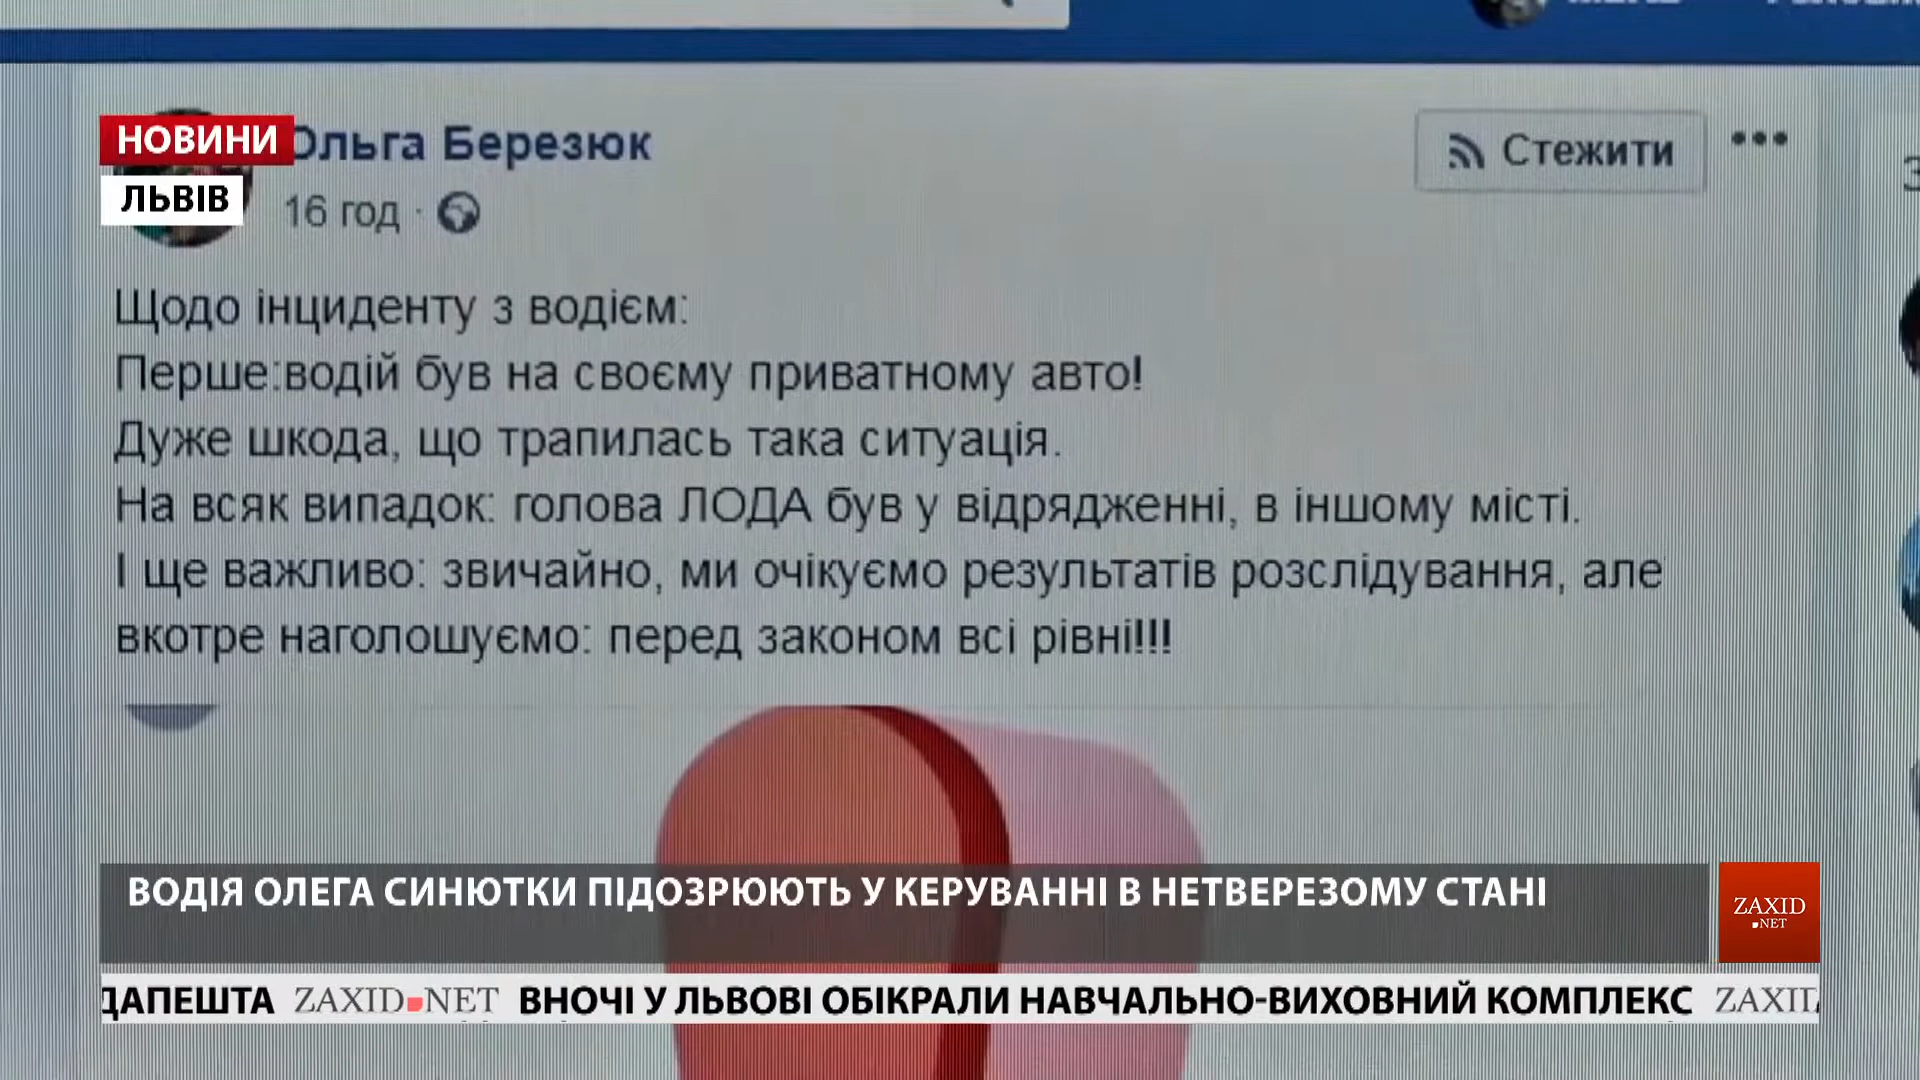 НОВИНИ
ЛЬВІВ
Ольга Березюк
16 год ·
Стежити
Щодо інциденту з водієм:
Перше:водій був на своєму приватному авто!
Дуже шкода, що трапилась така ситуація.
На всяк випадок: голова ЛОДА був у відрядженні, в іншому місті.
І ще важливо: звичайно, ми очікуємо результатів розслідування, але
вкотре наголошуємо: перед законом всі рівні!!!
ВОДІЯ ОЛЕГА СИНЮТКИ ПІДОЗРЮЮТЬ У КЕРУВАННІ В НЕТВЕРЕЗОМУ СТАНІ
ZAXID
.NET
ДАПЕШТА ZAXID.NET ВНОЧІ У ЛЬВОВІ ОБІКРАЛИ НАВЧАЛЬНО-ВИХОВНИЙ КОМПЛЕКС ZAXID